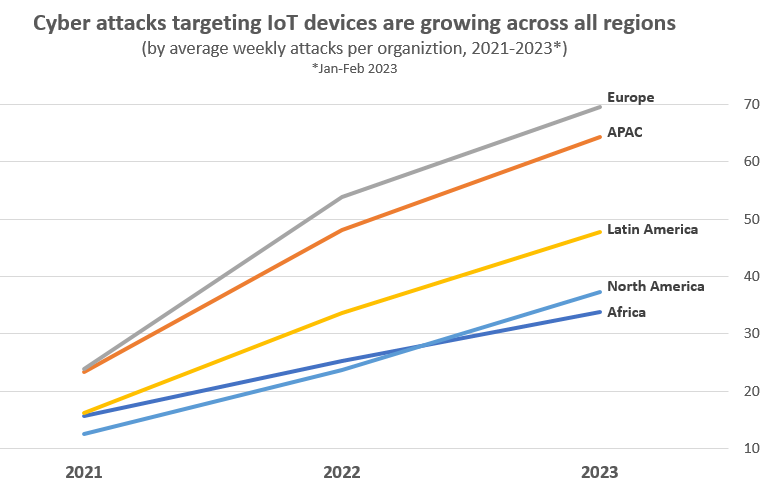 Cyber attacks targeting IoT devices are growing across all regions
(by average weekly attacks per organiztion, 2021-2023*)
*Jan-Feb 2023
Europe
70
APAC
60
50
Latin America
40
North America
Africa
30
20
10
2021
2022
2023